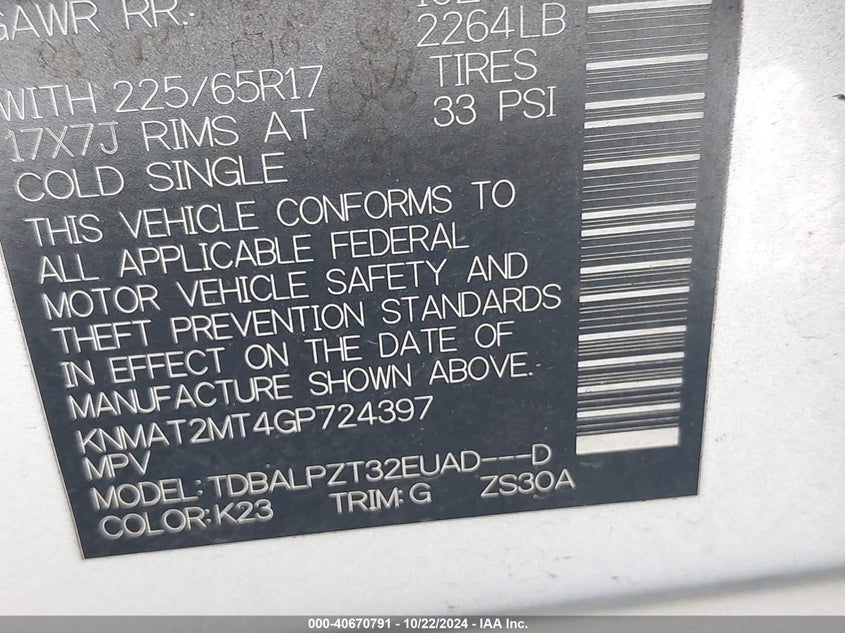 GAWR RR:
2264LB
WITH 225/65R17 TIRES
17X7J RIMS AT 33 PSI
COLD SINGLE
THIS VEHICLE CONFORMS TO
ALL APPLICABLE FEDERAL
MOTOR VEHICLE SAFETY AND
THEFT PREVENTION STANDARDS
IN EFFECT ON THE DATE OF
MANUFACTURE SHOWN ABOVE.
KNMAT2MT4GP724397
MPV
MODEL:TDBALPZT32EUAD---D
COLOR:K23 TRIM:G ZS30A
000-40670791 - 10/22/2024 - IAA Inc.